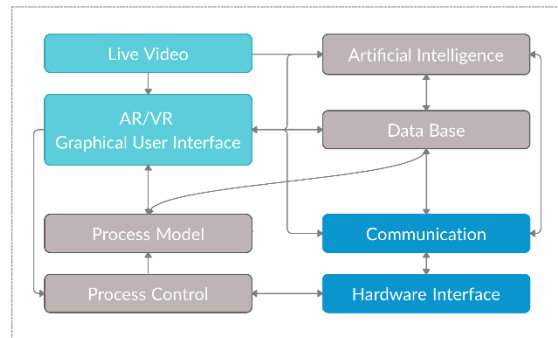 Live Video
Artificial Intelligence
AR/VR
Graphical User Interface
Data Base
Process Model
Communication
Process Control
Hardware Interface